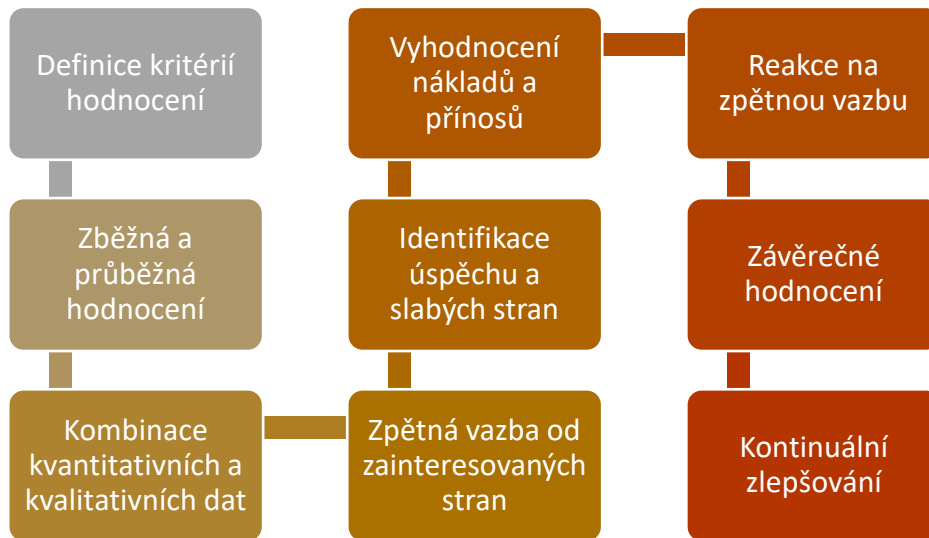 Definice kritérií
hodnocení
Zběžná a
průběžná
hodnocení
Kombinace
kvantitativních a
kvalitativních dat
Zpětná vazba od
zainteresovaných
stran
Identifikace
úspěchu a
slabých stran
Vyhodnocení
nákladů a
přínosů
Reakce na
zpětnou vazbu
Závěrečné
hodnocení
Kontinuální
zlepšování